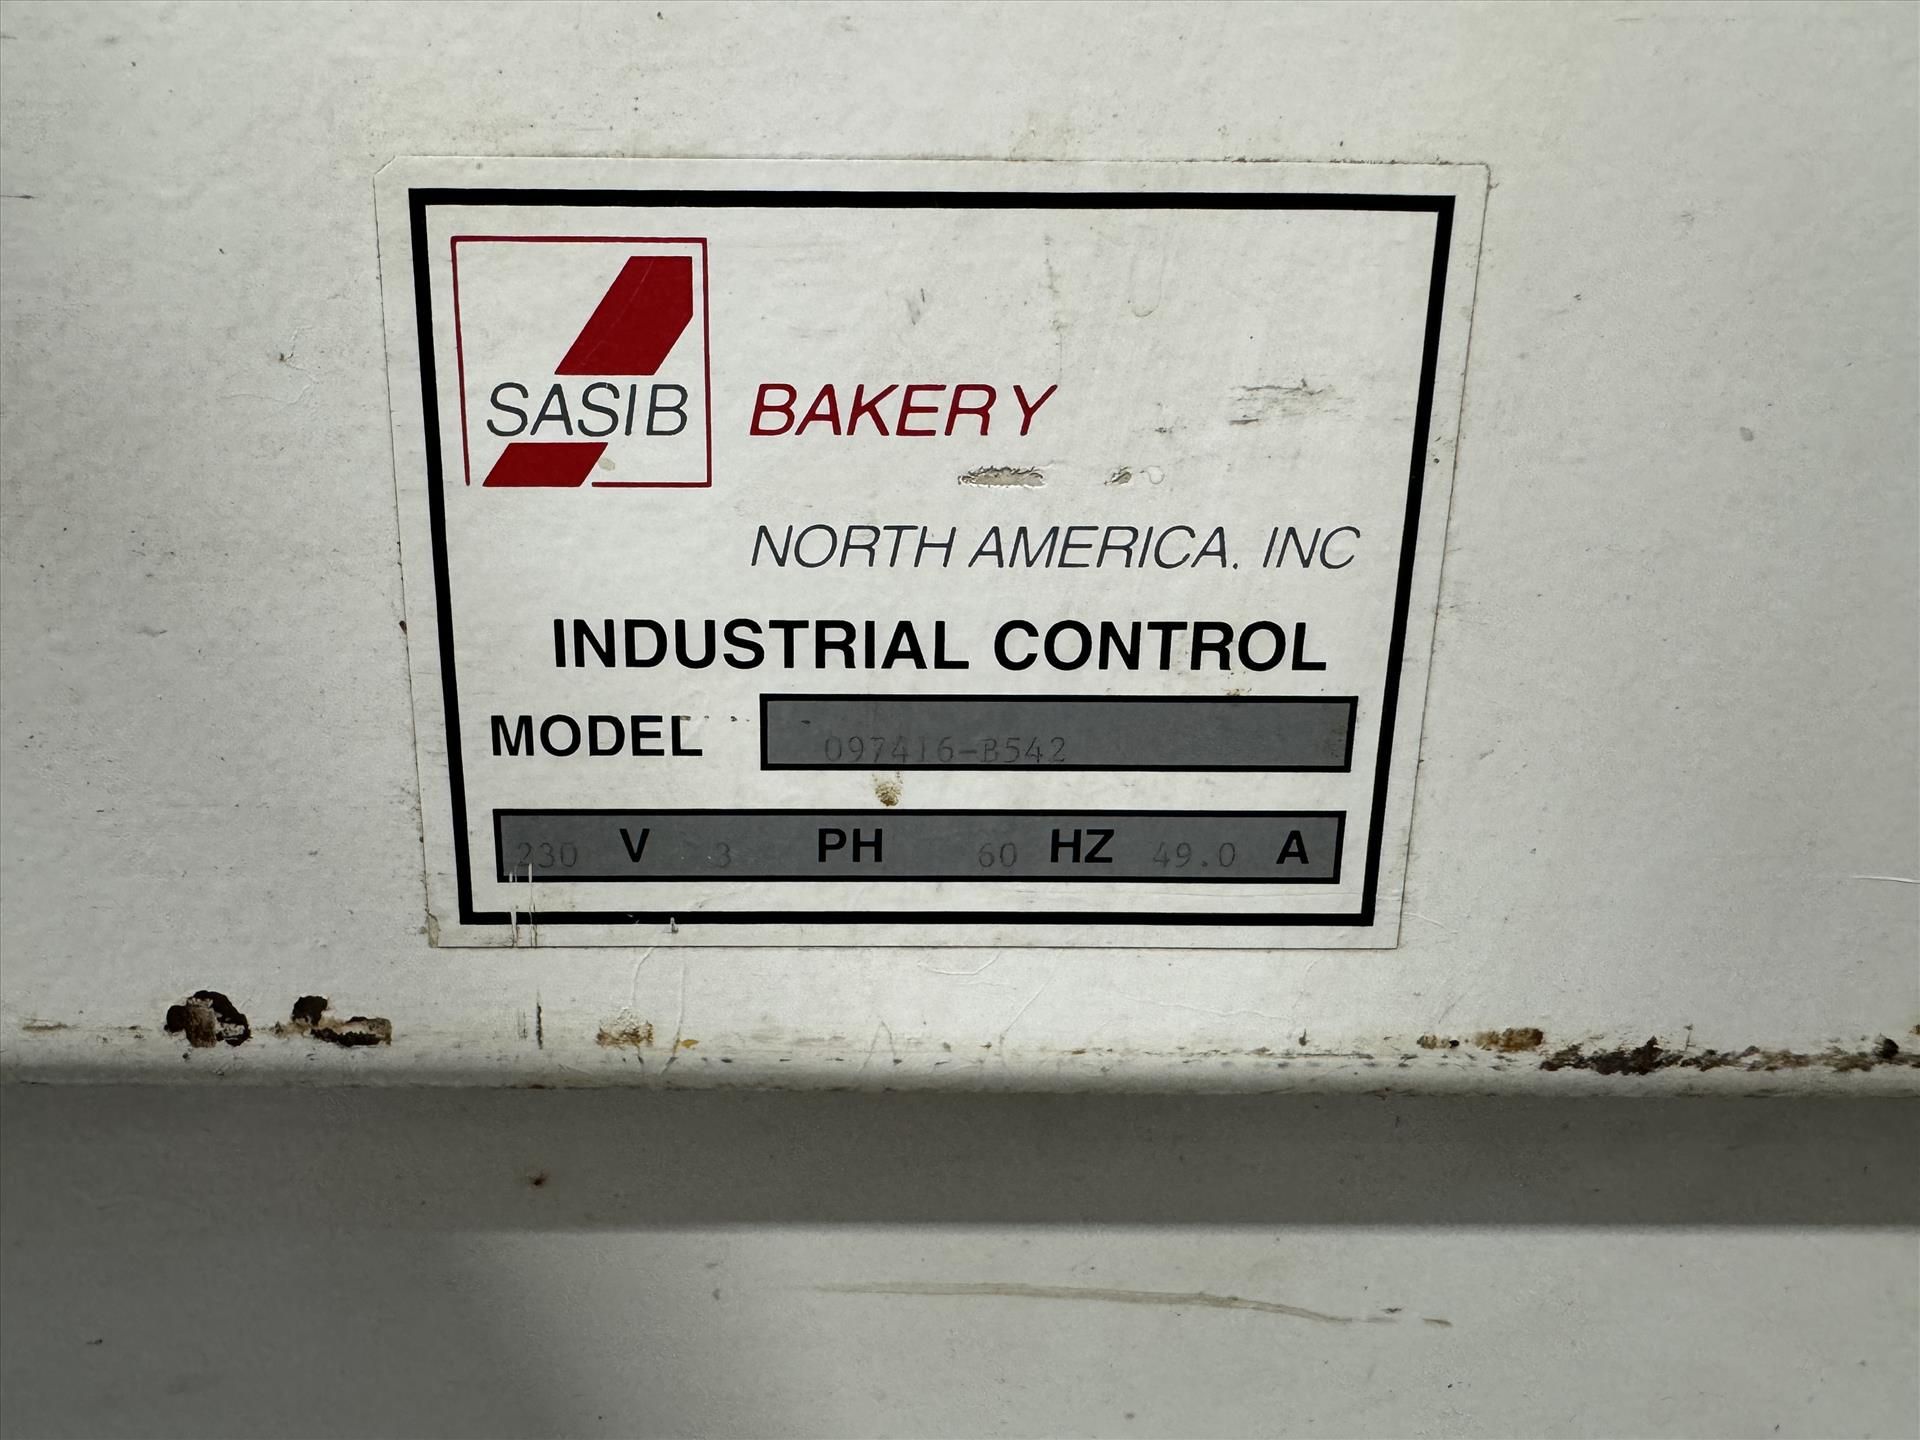 SASIB BAKERY
NORTH AMERICA. INC
INDUSTRIAL CONTROL
MODEL 097416-B542
230 V 3 PH 60 HZ 49.0 A